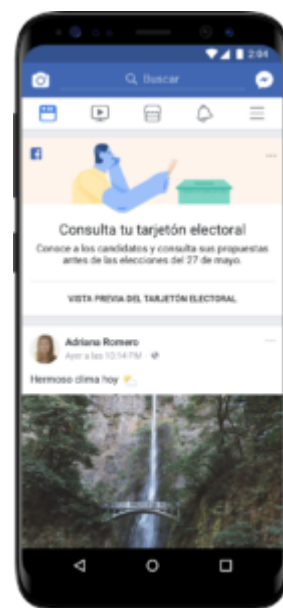 2:04
Buscar
Consulta tu tarjetón electoral
Conoce a los candidatos y consulta sus propuestas
antes de las elecciones del 27 de mayo.
VISTA PREVIA DEL TARJETÓN ELECTORAL
Adriana Romero
Ayer a las 10:14 PM
Hermoso clima hoy